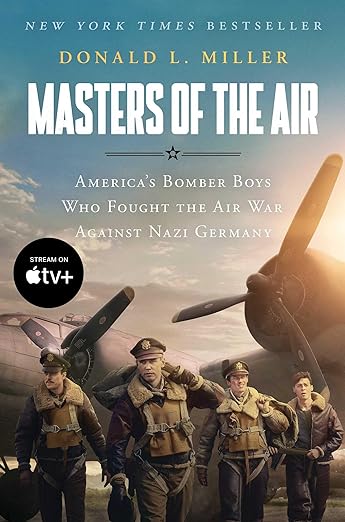 NEW YORK TIMES BESTSELLER
DONALD L. MILLER
MASTERS OF THE AIR
AMERICA'S BOMBER BOYS
WHO FOUGHT THE AIR WAR
AGAINST NAZI GERMANY
STREAM ON
tv+